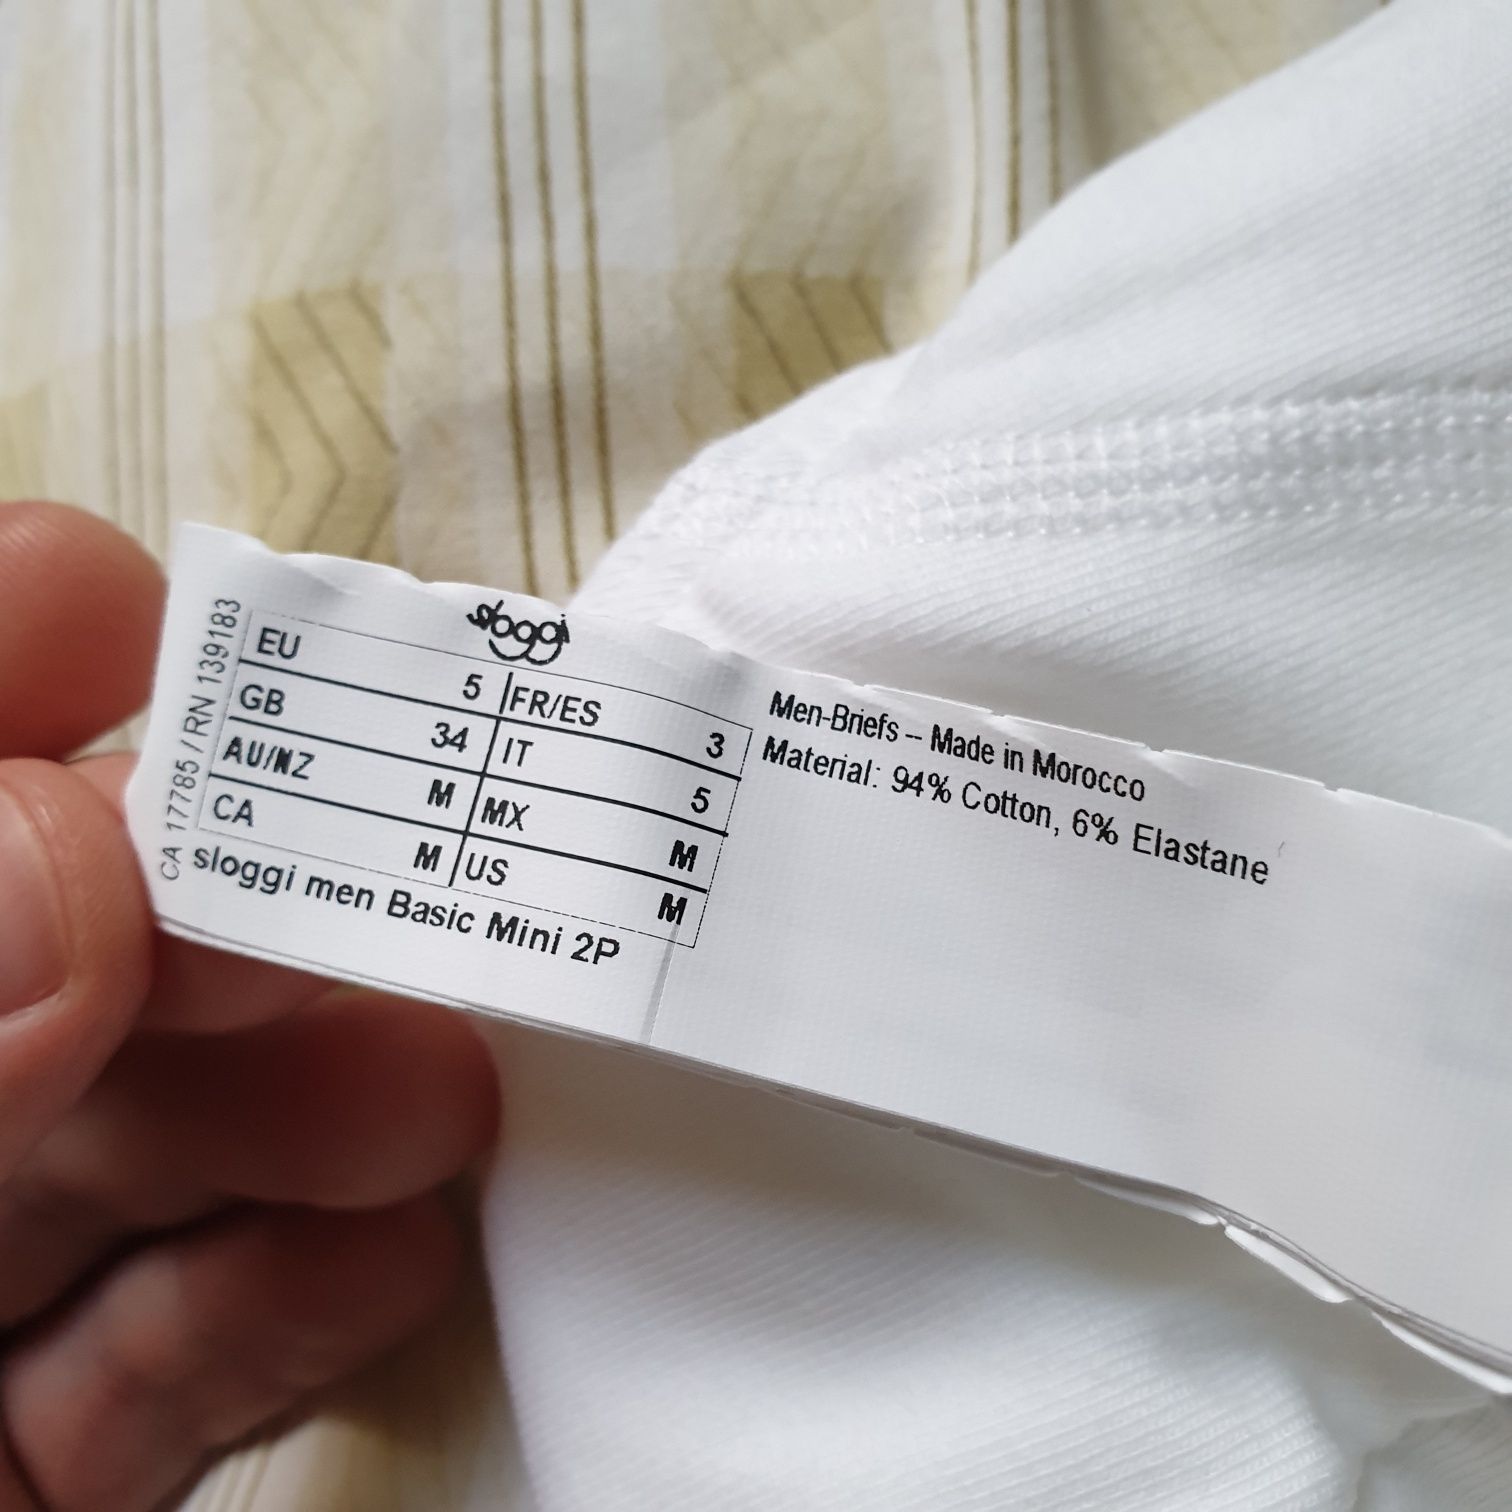 sloggi
CA 17785 / RN 139183
EU 5 FR/ES 3
GB 34 IT 5
AU/NZ M MX M
CA M US M
sloggi men Basic Mini 2P
Men-Briefs – Made in Morocco
Material: 94% Cotton, 6% Elastane